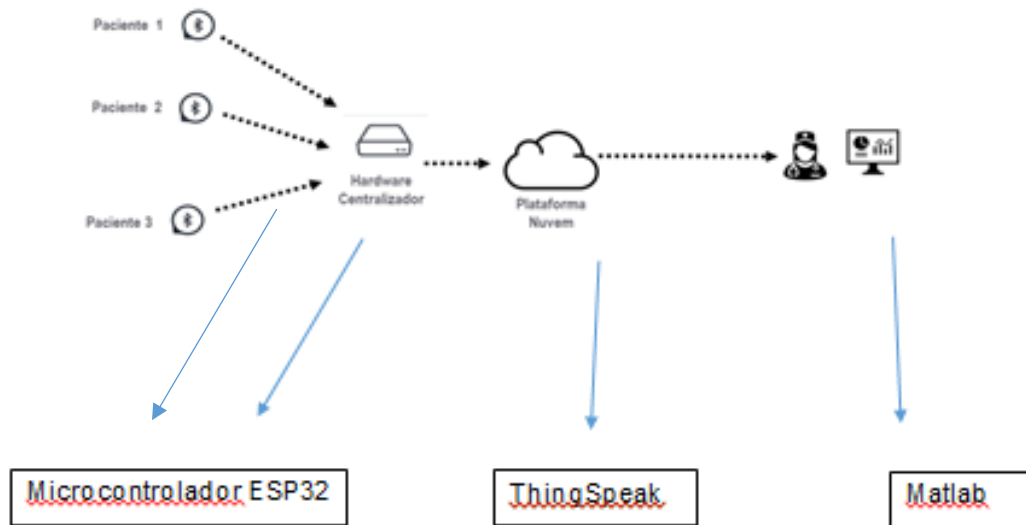 Paciente 1
Paciente 2
Paciente 3
Hardware
Centralizador
Plataforma
Nuvem
Microcontrolador ESP32
ThingSpeak
Matlab